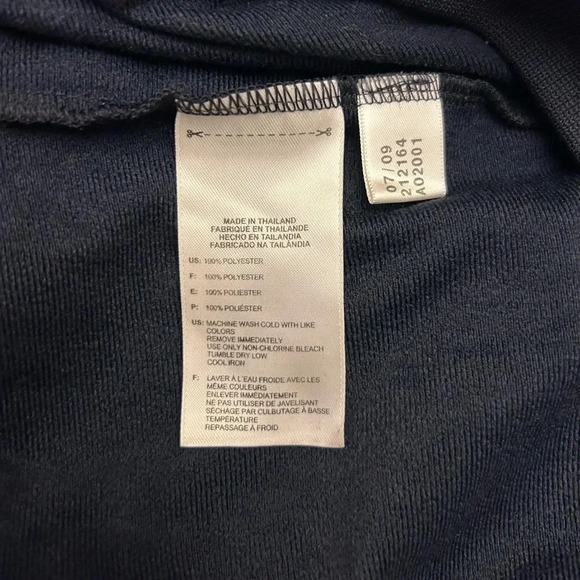 MADE IN THAILAND
FABRIQUÉ EN THAILANDE
HECHO EN TAILANDIA
FABRICADO NA TAILÂNDIA
US: 100% POLYESTER
F: 100% POLYESTER
E: 100% POLIESTER
P: 100% POLIÉSTER
US: MACHINE WASH COLD WITH LIKE
COLORS
REMOVE IMMEDIATELY
USE ONLY NON-CHLORINE BLEACH
TUMBLE DRY LOW
COOL IRON
F: LAVER À L'EAU FROIDE AVEC LES
MÊME COULEURS
ENLEVER IMMÉDIATEMENT
NE PAS UTILISER DE JAVELISANT
SÉCHAGE PAR CULBUTAGE À BASSE
TEMPÉRATURE
REPASSAGE À FROID
07/09
212164
A02001